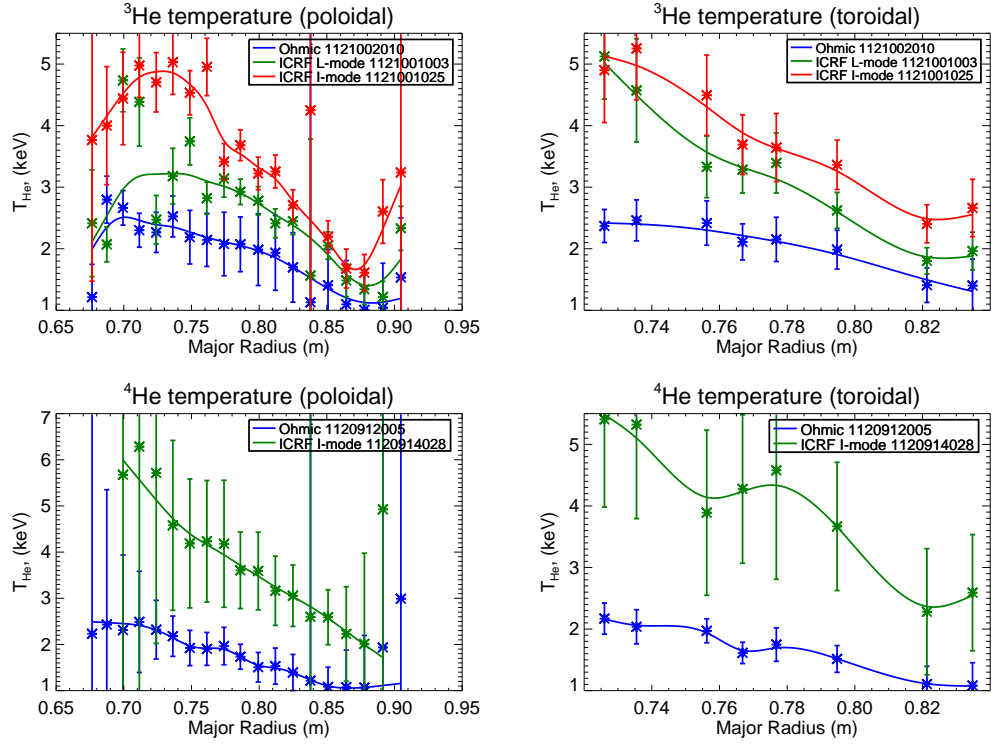 ³He temperature (poloidal)
Ohmic 1121002010
ICRF L-mode 1121001003
ICRF I-mode 1121001025
T_He, (keV)
5
4
3
2
1
0.65 0.70 0.75 0.80 0.85 0.90 0.95
Major Radius (m)
³He temperature (toroidal)
Ohmic 1121002010
ICRF L-mode 1121001003
ICRF I-mode 1121001025
T_He, (keV)
5
4
3
2
1
0.74 0.76 0.78 0.80 0.82
Major Radius (m)
⁴He temperature (poloidal)
Ohmic 1120912005
ICRF I-mode 1120914028
T_He, (keV)
7
6
5
4
3
2
1
0.65 0.70 0.75 0.80 0.85 0.90 0.95
Major Radius (m)
⁴He temperature (toroidal)
Ohmic 1120912005
ICRF I-mode 1120914028
T_He, (keV)
5
4
3
2
1
0.74 0.76 0.78 0.80 0.82
Major Radius (m)